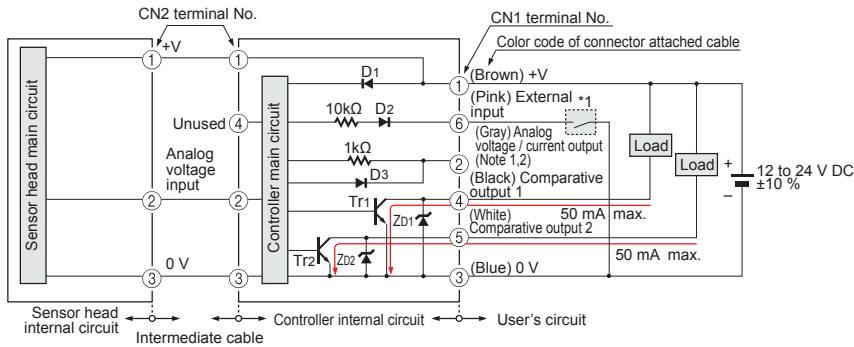 CN2 terminal No.
CN1 terminal No.
Color code of connector attached cable
+V
1
1
D1
1
(Brown) +V
(Pink) External input
*1
10kΩ
D2
Unused
4
6
(Gray) Analog
voltage / current output
(Note 1,2)
1kΩ
2
Analog
voltage
input
D3
(Black) Comparative
output 1
Load
Load
+
12 to 24 V DC
±10 %
–
Sensor head main circuit
Controller main circuit
2
2
Tr1
ZD1
4
50 mA max.
(White)
Comparative output 2
5
Tr2
ZD2
50 mA max.
0 V
3
3
3
(Blue) 0 V
Sensor head
internal circuit
Intermediate cable
Controller internal circuit
User's circuit